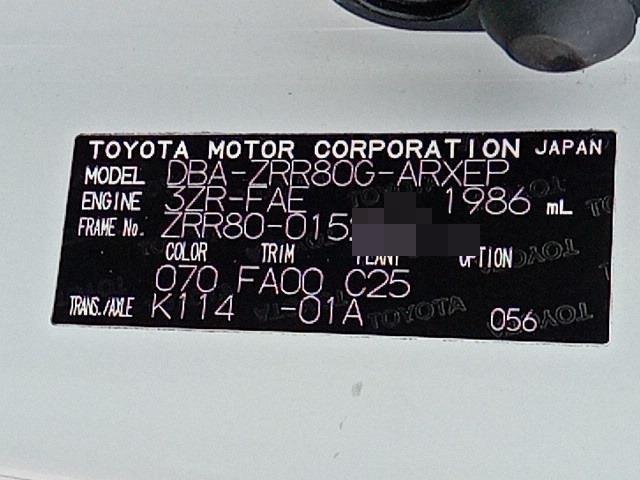 TOYOTA MOTOR CORPORATION JAPAN
MODEL DBA-ZRR80G-ARXEP
ENGINE 3ZR-FAE 1986 mL
FRAME No. ZRR80-015
COLOR TRIM PLANT OPTION
070 FA00 C25
TRANS./AXLE K114 -01A 056